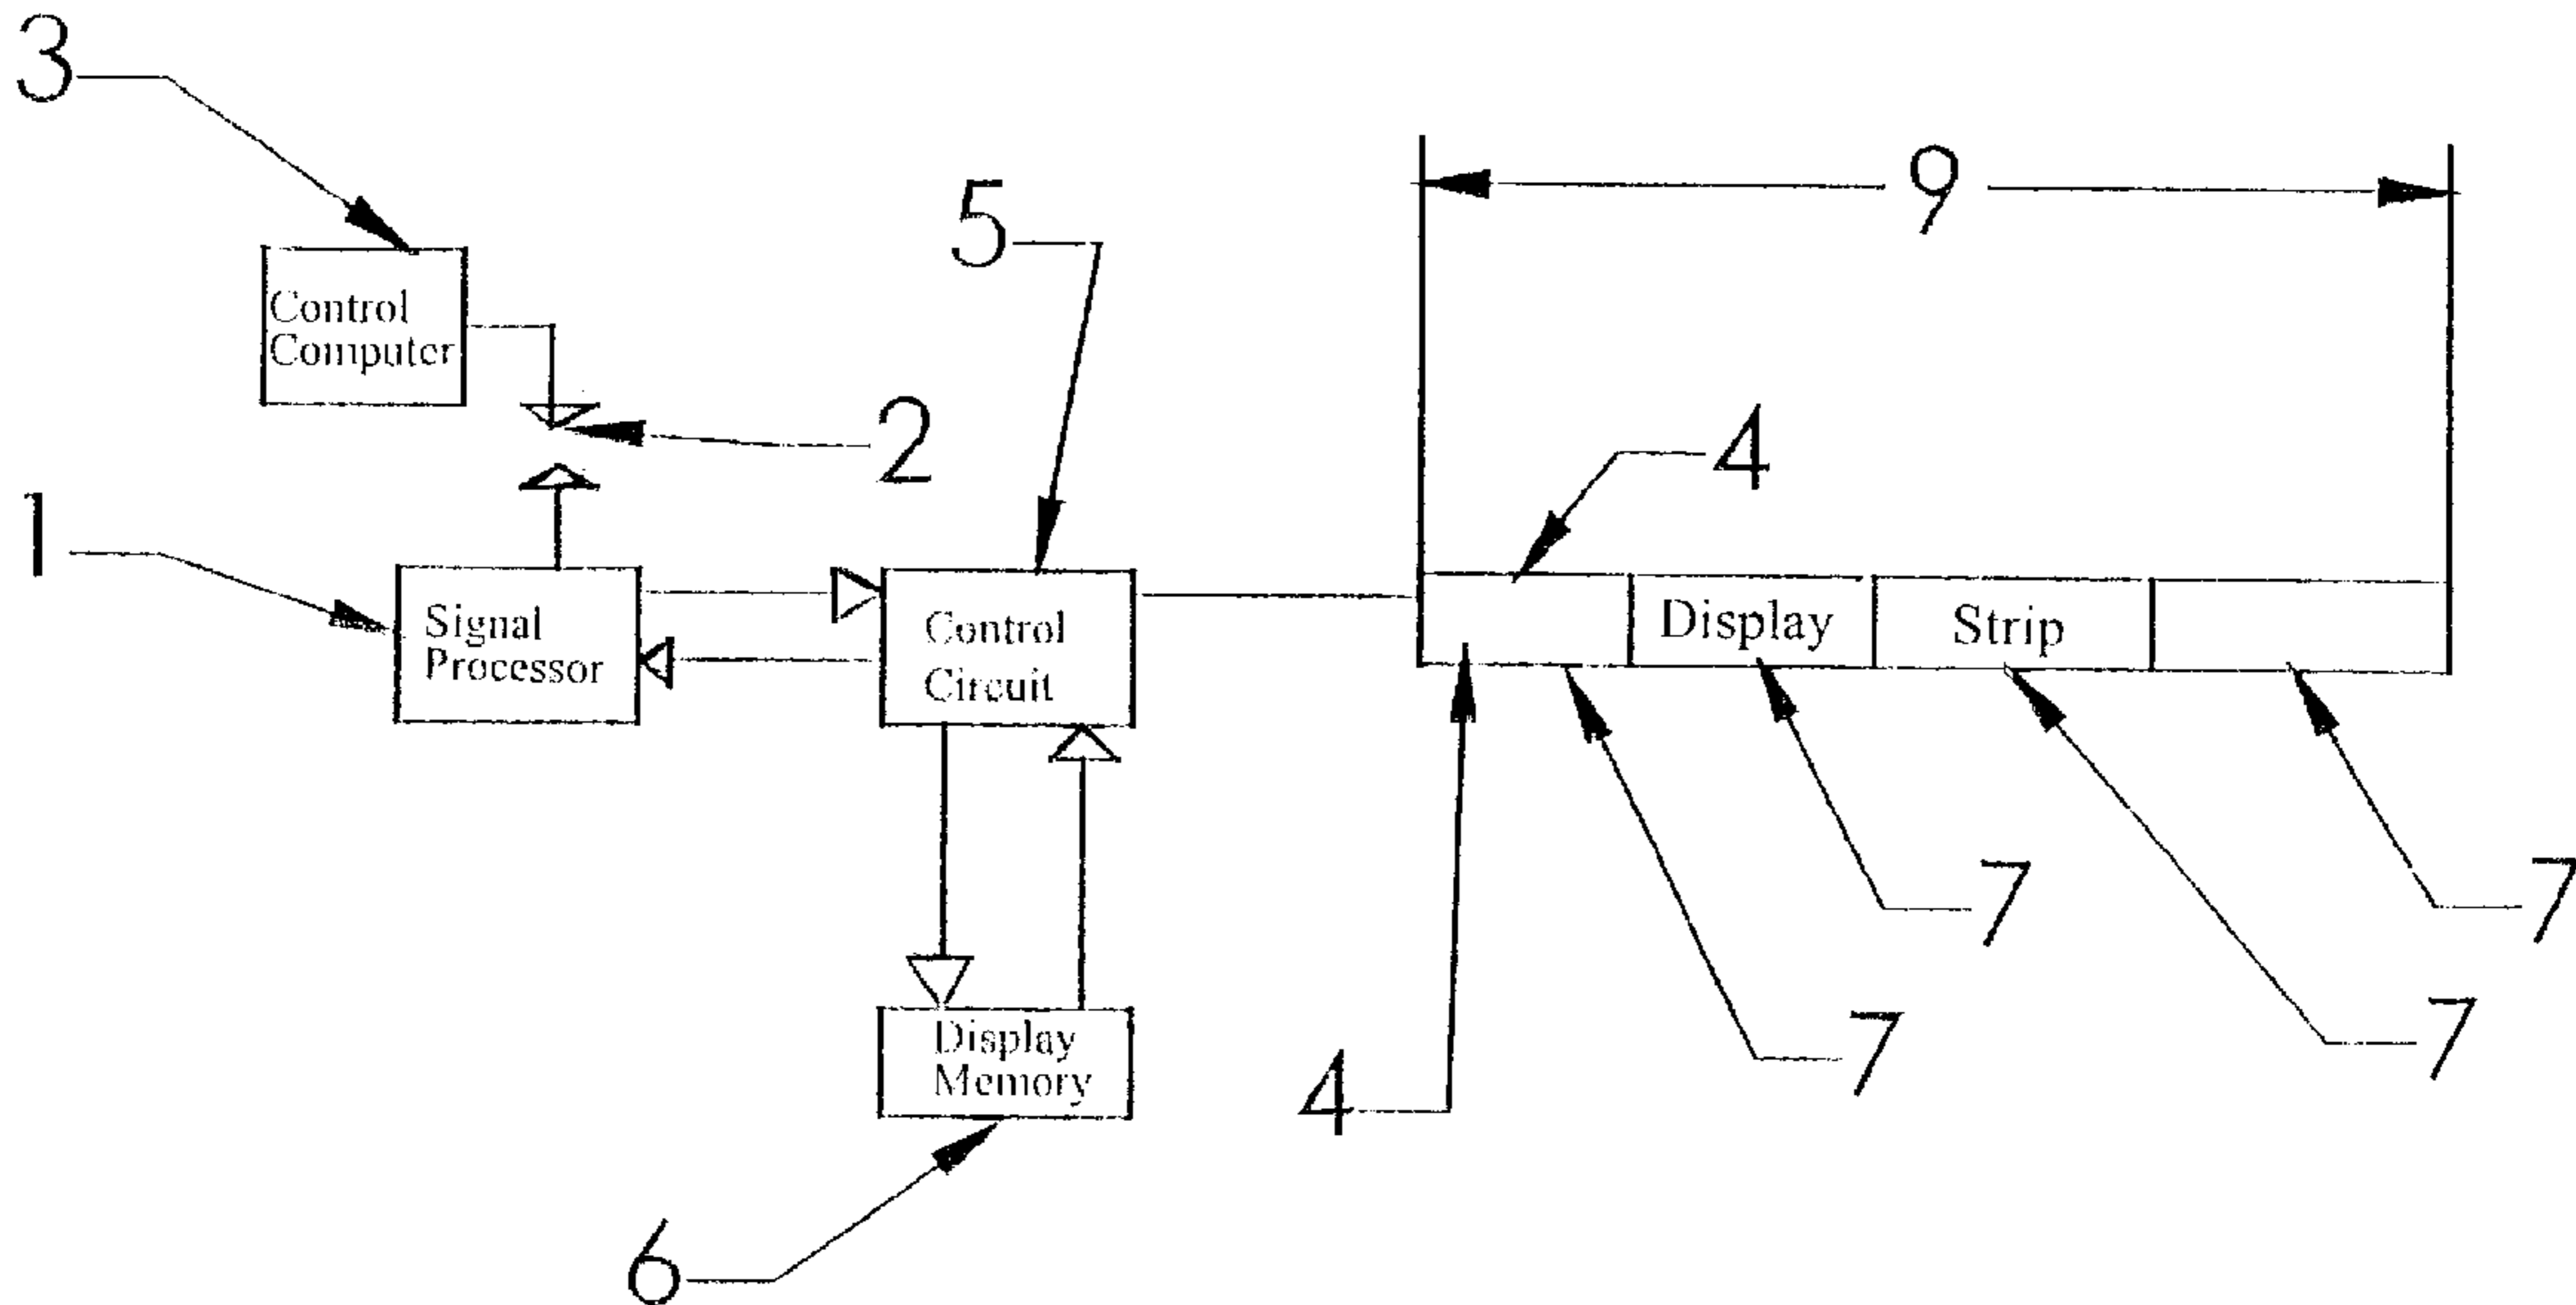 3
9
5
Control
Computer
2
4
1
Signal
Processor
Control
Circuit
Display
Strip
7
7
7
7
Display
Memory
4
6